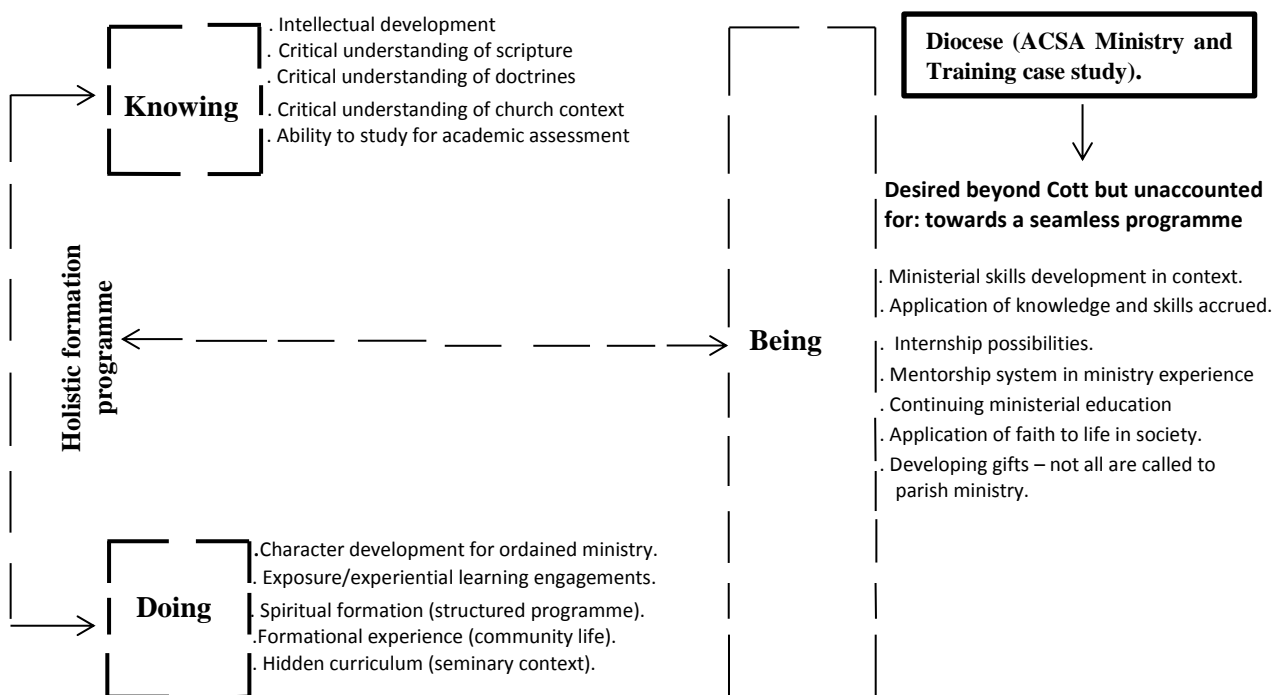 . Intellectual development
. Critical understanding of scripture
. Critical understanding of doctrines
Knowing
. Critical understanding of church context
. Ability to study for academic assessment
Holistic formation
programme
.Character development for ordained ministry.
. Exposure/experiential learning engagements.
Doing
. Spiritual formation (structured programme).
.Formational experience (community life).
. Hidden curriculum (seminary context).
Being
Diocese (ACSA Ministry and
Training case study).
Desired beyond Cott but unaccounted
for: towards a seamless programme
. Ministerial skills development in context.
. Application of knowledge and skills accrued.
. Internship possibilities.
. Mentorship system in ministry experience
. Continuing ministerial education
. Application of faith to life in society.
. Developing gifts – not all are called to
parish ministry.